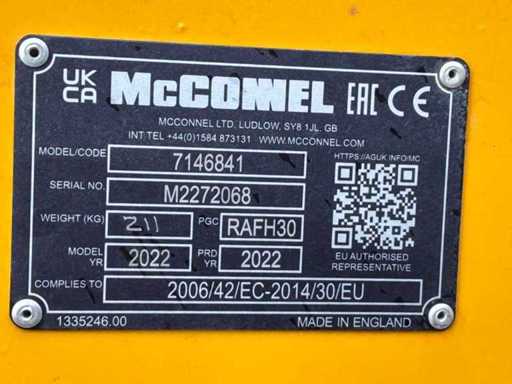 UK CA McCONNEL EAC CE
MCCONNEL LTD. LUDLOW, SY8 1JL. GB
INT TEL +44(0)1584 873131 WWW.MCCONNEL.COM
MODEL/CODE 7146841
HTTPS://AGUK.INFO/MC
SERIAL NO. M2272068
WEIGHT (KG) 211 PGC RAFH30
MODEL YR 2022 PRD YR 2022
EU AUTHORISED
REPRESENTATIVE
COMPLIES TO 2006/42/EC-2014/30/EU
1335246.00 MADE IN ENGLAND